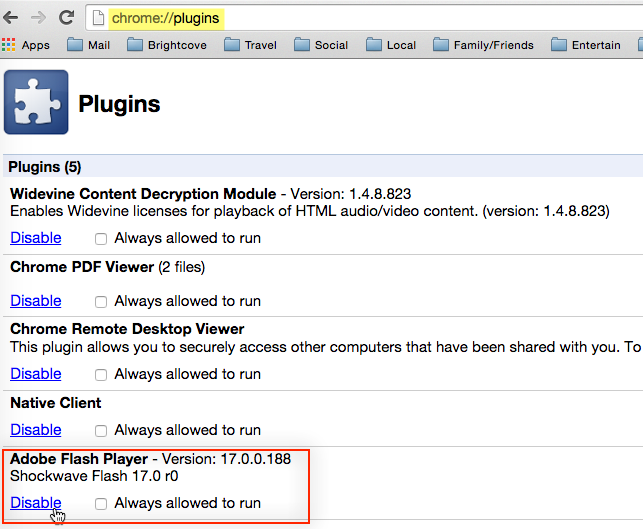 chrome://plugins
Apps Mail Brightcove Travel Social Local Family/Friends Entertain
Plugins
Plugins (5)
Widevine Content Decryption Module - Version: 1.4.8.823
Enables Widevine licenses for playback of HTML audio/video content. (version: 1.4.8.823)
Disable Always allowed to run
Chrome PDF Viewer (2 files)
Disable Always allowed to run
Chrome Remote Desktop Viewer
This plugin allows you to securely access other computers that have been shared with you. To
Disable Always allowed to run
Native Client
Disable Always allowed to run
Adobe Flash Player - Version: 17.0.0.188
Shockwave Flash 17.0 r0
Disable Always allowed to run